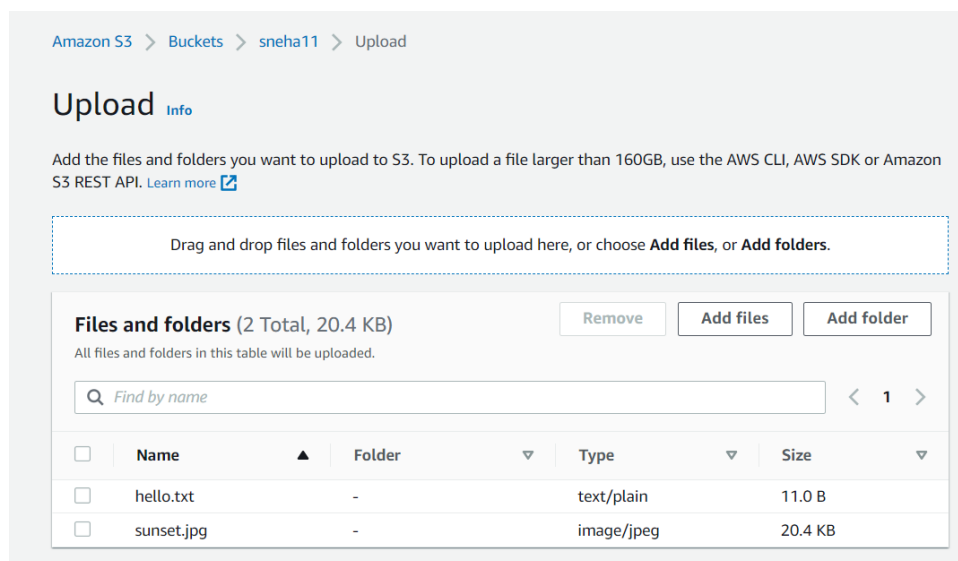 Amazon S3 > Buckets > sneha11 > Upload
Upload Info
Add the files and folders you want to upload to S3. To upload a file larger than 160GB, use the AWS CLI, AWS SDK or Amazon
S3 REST API. Learn more
Drag and drop files and folders you want to upload here, or choose Add files, or Add folders.
Files and folders (2 Total, 20.4 KB) Remove Add files Add folder
All files and folders in this table will be uploaded.
Find by name < 1 >
Name Folder Type Size
hello.txt - text/plain 11.0 B
sunset.jpg - image/jpeg 20.4 KB